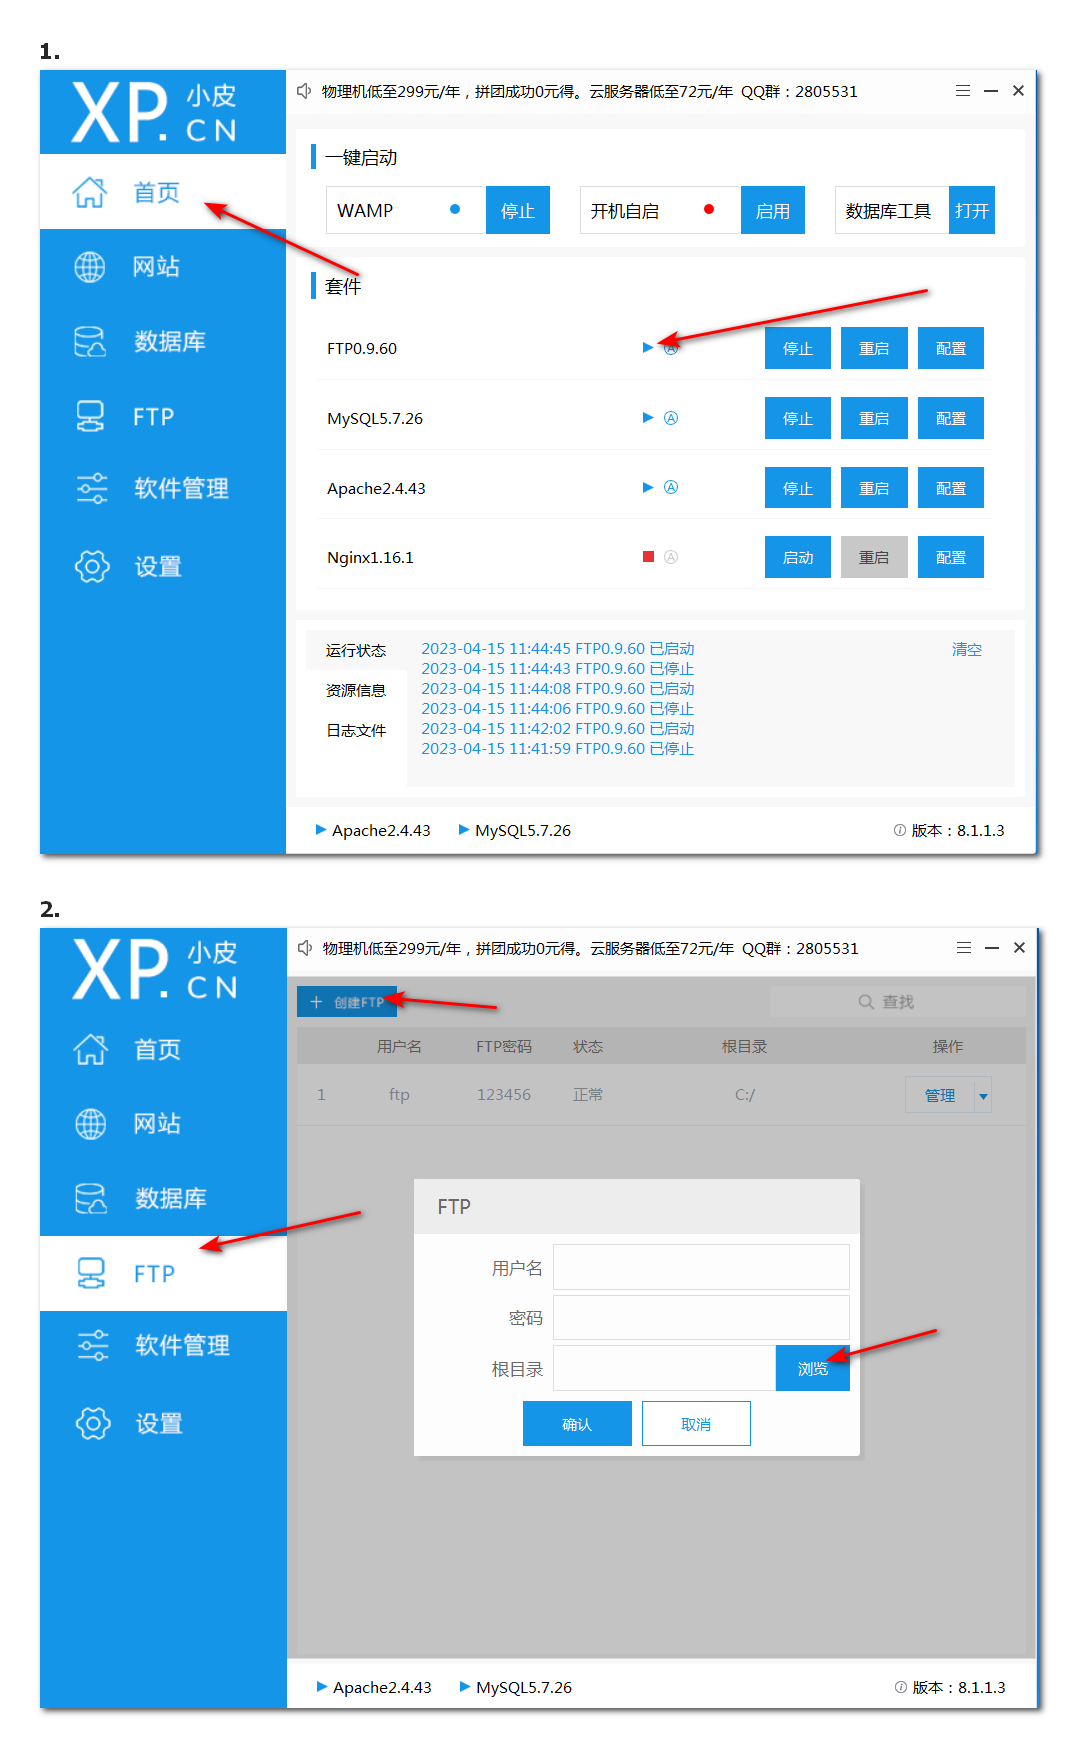 1.
XP. 小皮 CN
物理机低至299元/年，拼团成功0元得。云服务器低至72元/年 QQ群：2805531
首页
网站
数据库
FTP
软件管理
设置
一键启动
WAMP 停止 开机自启 启用 数据库工具 打开
套件
FTP0.9.60 A 停止 重启 配置
MySQL5.7.26 A 停止 重启 配置
Apache2.4.43 A 停止 重启 配置
Nginx1.16.1 A 启动 重启 配置
运行状态
资源信息
日志文件
2023-04-15 11:44:45 FTP0.9.60 已启动
2023-04-15 11:44:43 FTP0.9.60 已停止
2023-04-15 11:44:08 FTP0.9.60 已启动
2023-04-15 11:44:06 FTP0.9.60 已停止
2023-04-15 11:42:02 FTP0.9.60 已启动
2023-04-15 11:41:59 FTP0.9.60 已停止
清空
Apache2.4.43 MySQL5.7.26 版本：8.1.1.3
2.
XP. 小皮 CN
物理机低至299元/年，拼团成功0元得。云服务器低至72元/年 QQ群：2805531
首页
网站
数据库
FTP
软件管理
设置
创建FTP 查找
用户名 FTP密码 状态 根目录 操作
1 ftp 123456 正常 C:/ 管理
FTP
用户名
密码
根目录 浏览
确认 取消
Apache2.4.43 MySQL5.7.26 版本：8.1.1.3